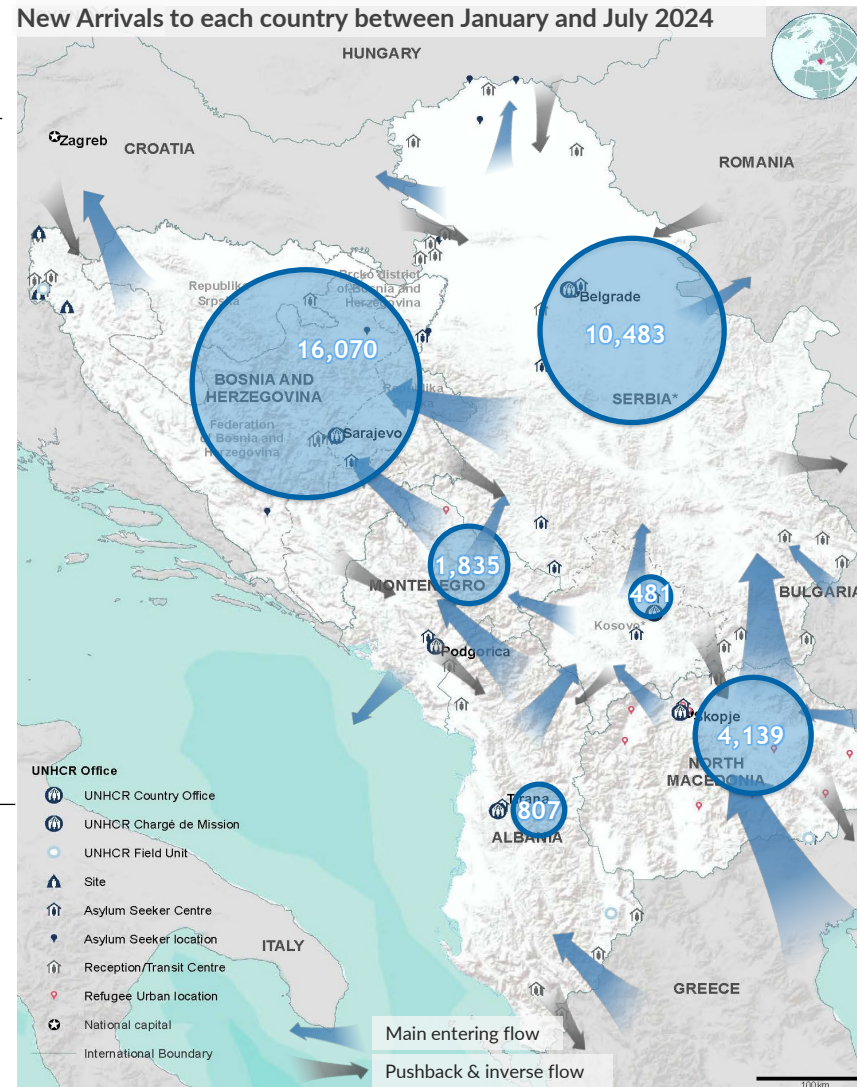 New Arrivals to each country between January and July 2024
HUNGARY
Zagreb
CROATIA
ROMANIA
Republika
Srpska
Brcko district
of Bosnia and
Herzegovina
Belgrade
16,070
10,483
BOSNIA AND
HERZEGOVINA
Republika
SERBIA*
Federation
of Bosnia and
Herzegovina
Sarajevo
1,835
MONTENEGRO
481
BULGARIA
Kosovo*
Podgorica
Skopje
4,139
NORTH
MACEDONIA
Tirana
807
ALBANIA
UNHCR Office
UNHCR Country Office
UNHCR Chargé de Mission
UNHCR Field Unit
Site
Asylum Seeker Centre
Asylum Seeker location
Reception/Transit Centre
Refugee Urban location
National capital
International Boundary
ITALY
GREECE
Main entering flow
Pushback & inverse flow
100 km